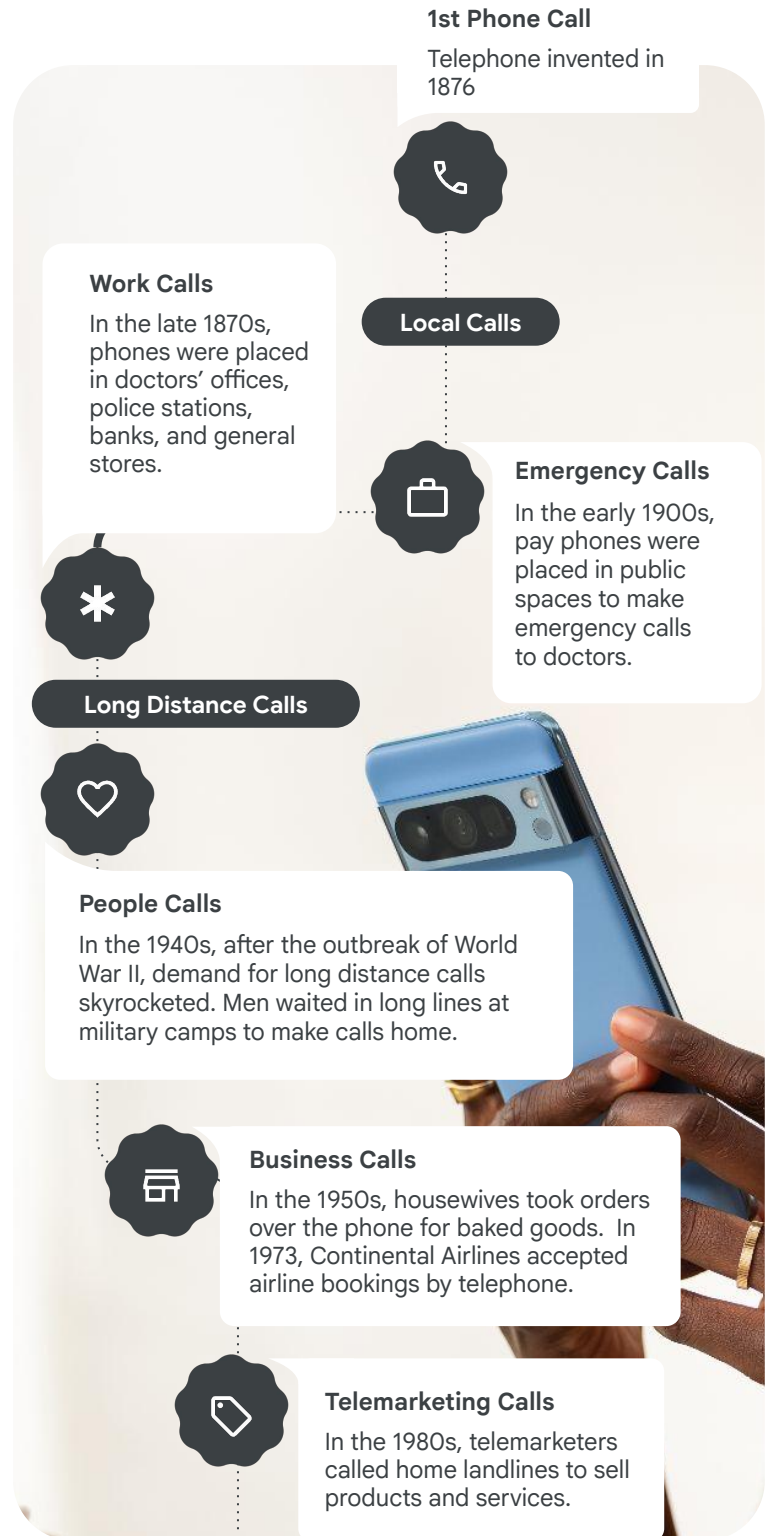 1st Phone Call
Telephone invented in
1876
Local Calls
Work Calls
In the late 1870s,
phones were placed
in doctors’ offices,
police stations,
banks, and general
stores.
Emergency Calls
In the early 1900s,
pay phones were
placed in public
spaces to make
emergency calls
to doctors.
Long Distance Calls
People Calls
In the 1940s, after the outbreak of World
War II, demand for long distance calls
skyrocketed. Men waited in long lines at
military camps to make calls home.
Business Calls
In the 1950s, housewives took orders
over the phone for baked goods.  In
1973, Continental Airlines accepted
airline bookings by telephone.
Telemarketing Calls
In the 1980s, telemarketers
called home landlines to sell
products and services.